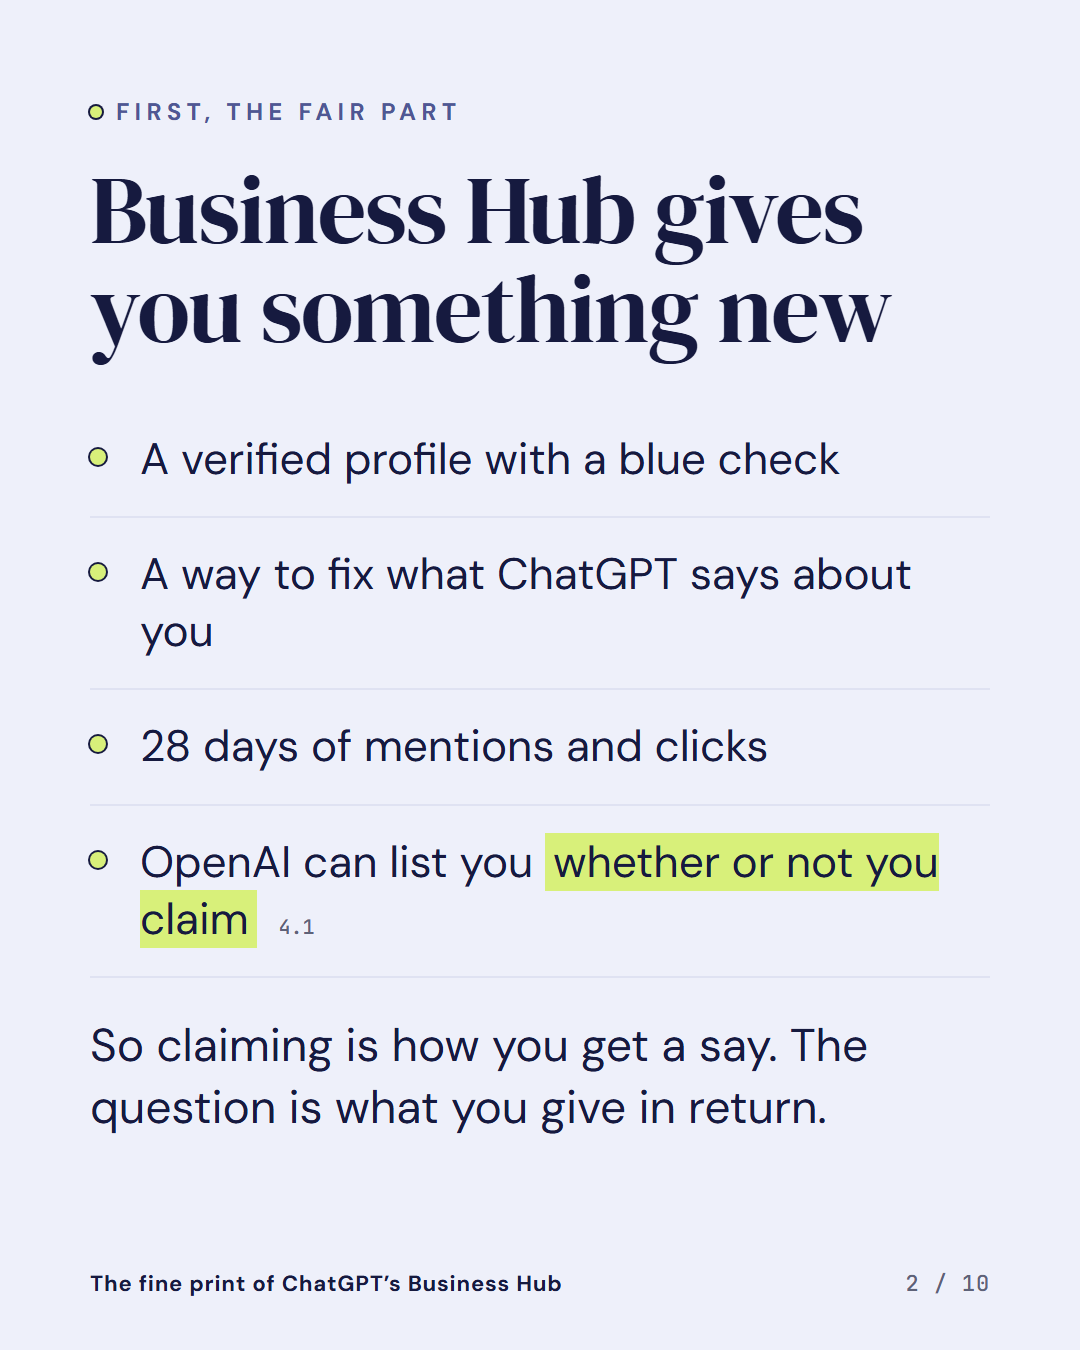 FIRST, THE FAIR PART
Business Hub gives
you something new
A verified profile with a blue check
A way to fix what ChatGPT says about
you
28 days of mentions and clicks
OpenAI can list you whether or not you
claim 4.1
So claiming is how you get a say. The
question is what you give in return.
The fine print of ChatGPT’s Business Hub
2 / 10